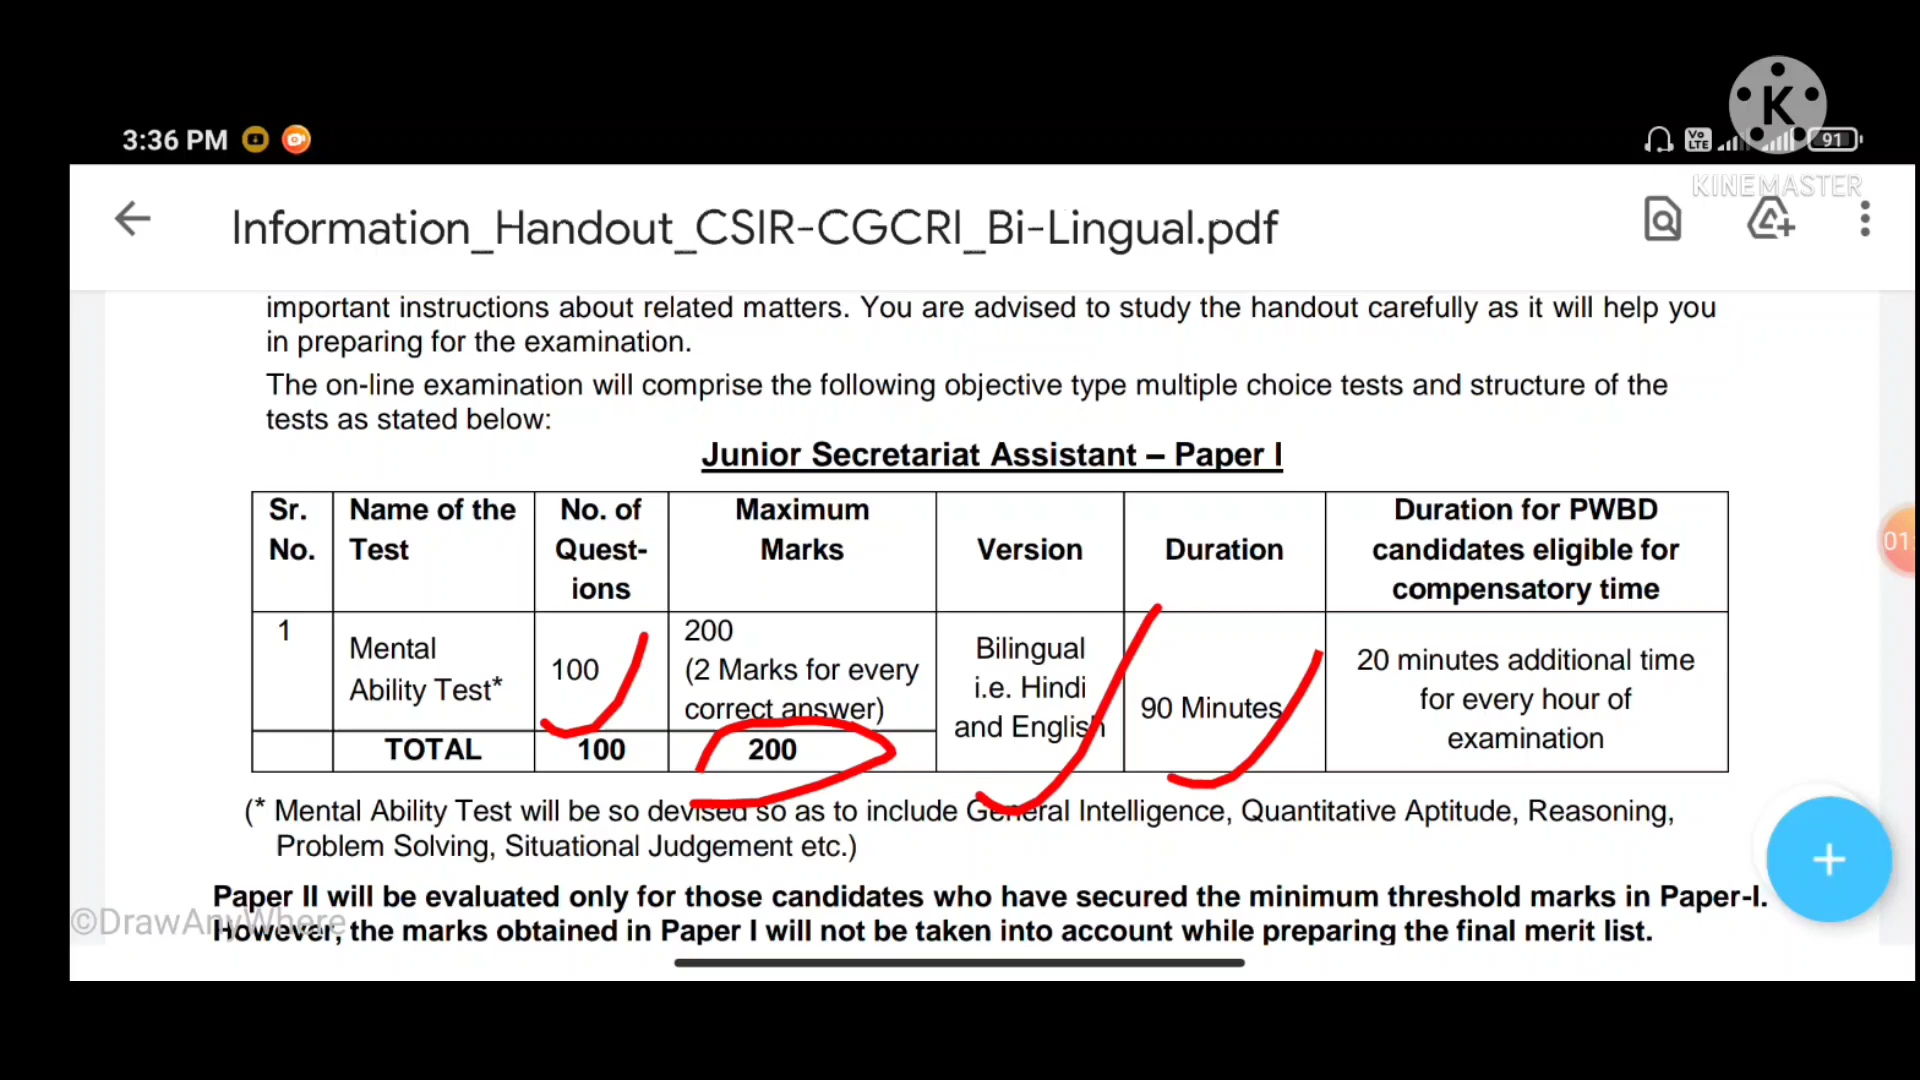 K
3:36 PM
Vo LTE
91
KINEMASTER
Information_Handout_CSIR-CGCRI_Bi-Lingual.pdf
important instructions about related matters. You are advised to study the handout carefully as it will help you
in preparing for the examination.
The on-line examination will comprise the following objective type multiple choice tests and structure of the
tests as stated below:
Junior Secretariat Assistant – Paper I
Sr. No.
Name of the Test
No. of Quest-ions
Maximum Marks
Version
Duration
Duration for PWBD candidates eligible for compensatory time
1
Mental Ability Test*
100
200
(2 Marks for every
correct answer)
Bilingual
i.e. Hindi
and English
90 Minutes
20 minutes additional time
for every hour of
examination
TOTAL 100 200
(* Mental Ability Test will be so devised so as to include General Intelligence, Quantitative Aptitude, Reasoning,
Problem Solving, Situational Judgement etc.)
Paper II will be evaluated only for those candidates who have secured the minimum threshold marks in Paper-I.
However, the marks obtained in Paper I will not be taken into account while preparing the final merit list.
©DrawAnyWhere